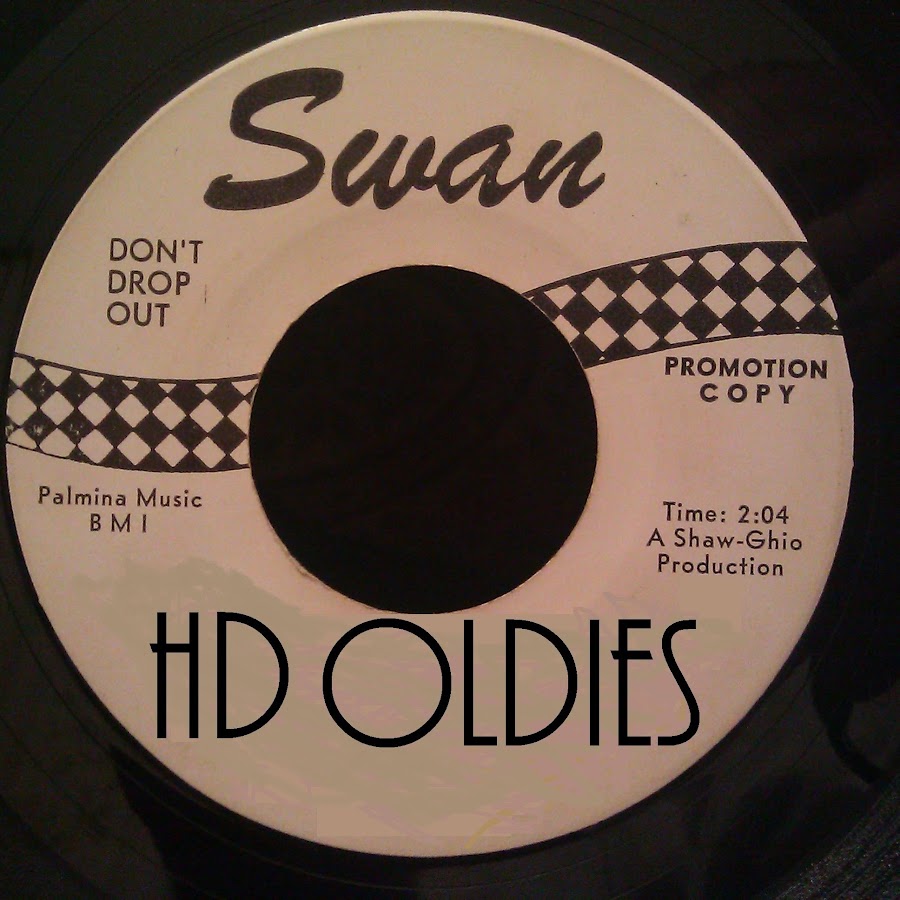 Swan
DON'T
DROP
OUT
PROMOTION
COPY
Palmina Music
BMI
Time: 2:04
A Shaw-Ghio
Production
HD OLDIES